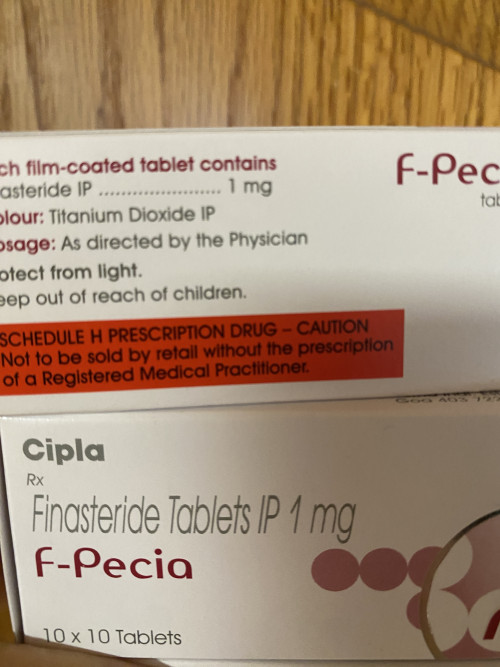 ch film-coated tablet contains
asteride IP ...................... 1 mg
olour: Titanium Dioxide IP
osage: As directed by the Physician
otect from light.
eep out of reach of children.
SCHEDULE H PRESCRIPTION DRUG – CAUTION
Not to be sold by retail without the prescription
of a Registered Medical Practitioner.
F-Pec
tab
Cipla
Rx
Finasteride Tablets IP 1 mg
F-Pecia
10 x 10 Tablets